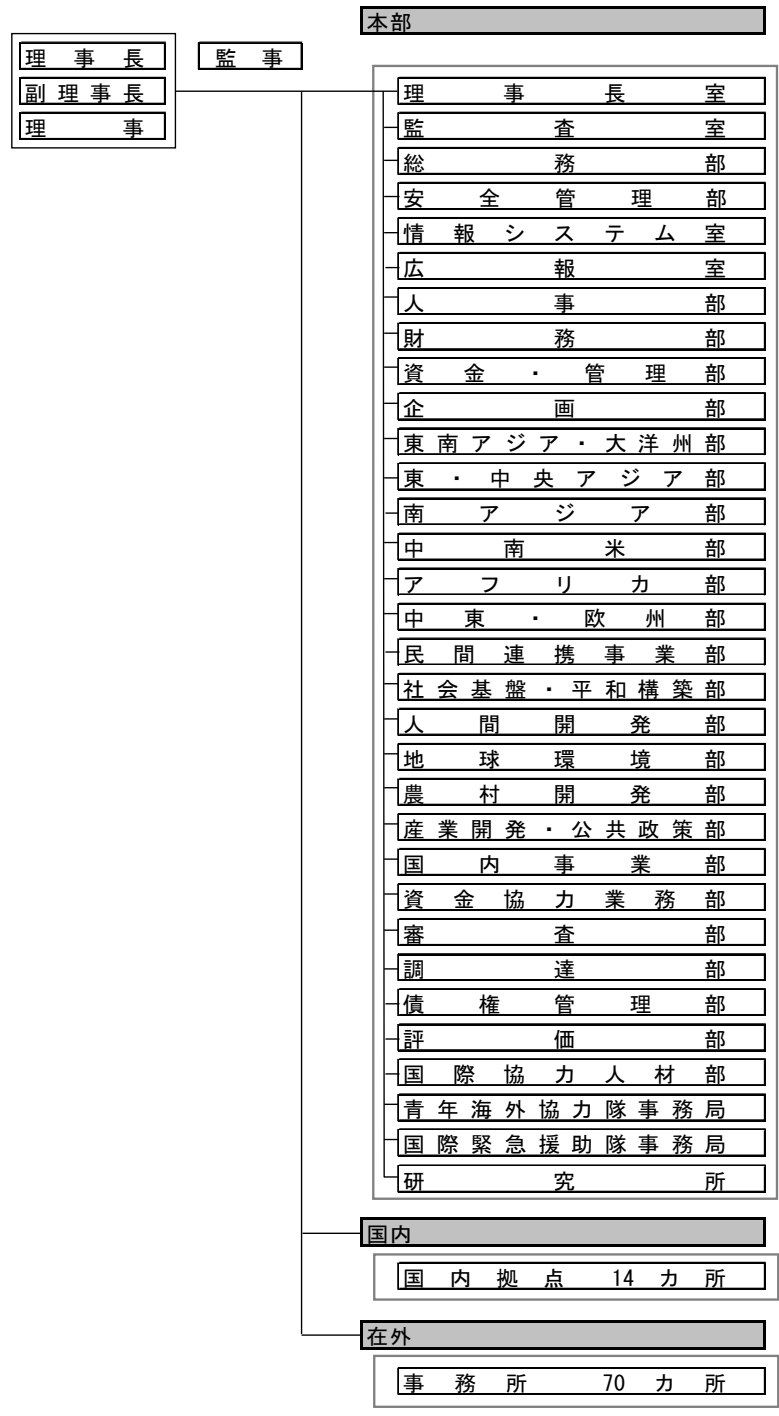 本部
理事長
監事
副理事長
理事
理事長室
監査室
総務部
安全管理部
情報システム室
広報室
人事部
財務部
資金・管理部
企画部
東南アジア・大洋州部
東・中央アジア部
南アジア部
中南米部
アフリカ部
中東・欧州部
民間連携事業部
社会基盤・平和構築部
人間開発部
地球環境部
農村開発部
産業開発・公共政策部
国内事業部
資金協力業務部
審査部
調達部
債権管理部
評価部
国際協力人材部
青年海外協力隊事務局
国際緊急援助隊事務局
研究所
国内
国内拠点 14カ所
在外
事務所 70カ所